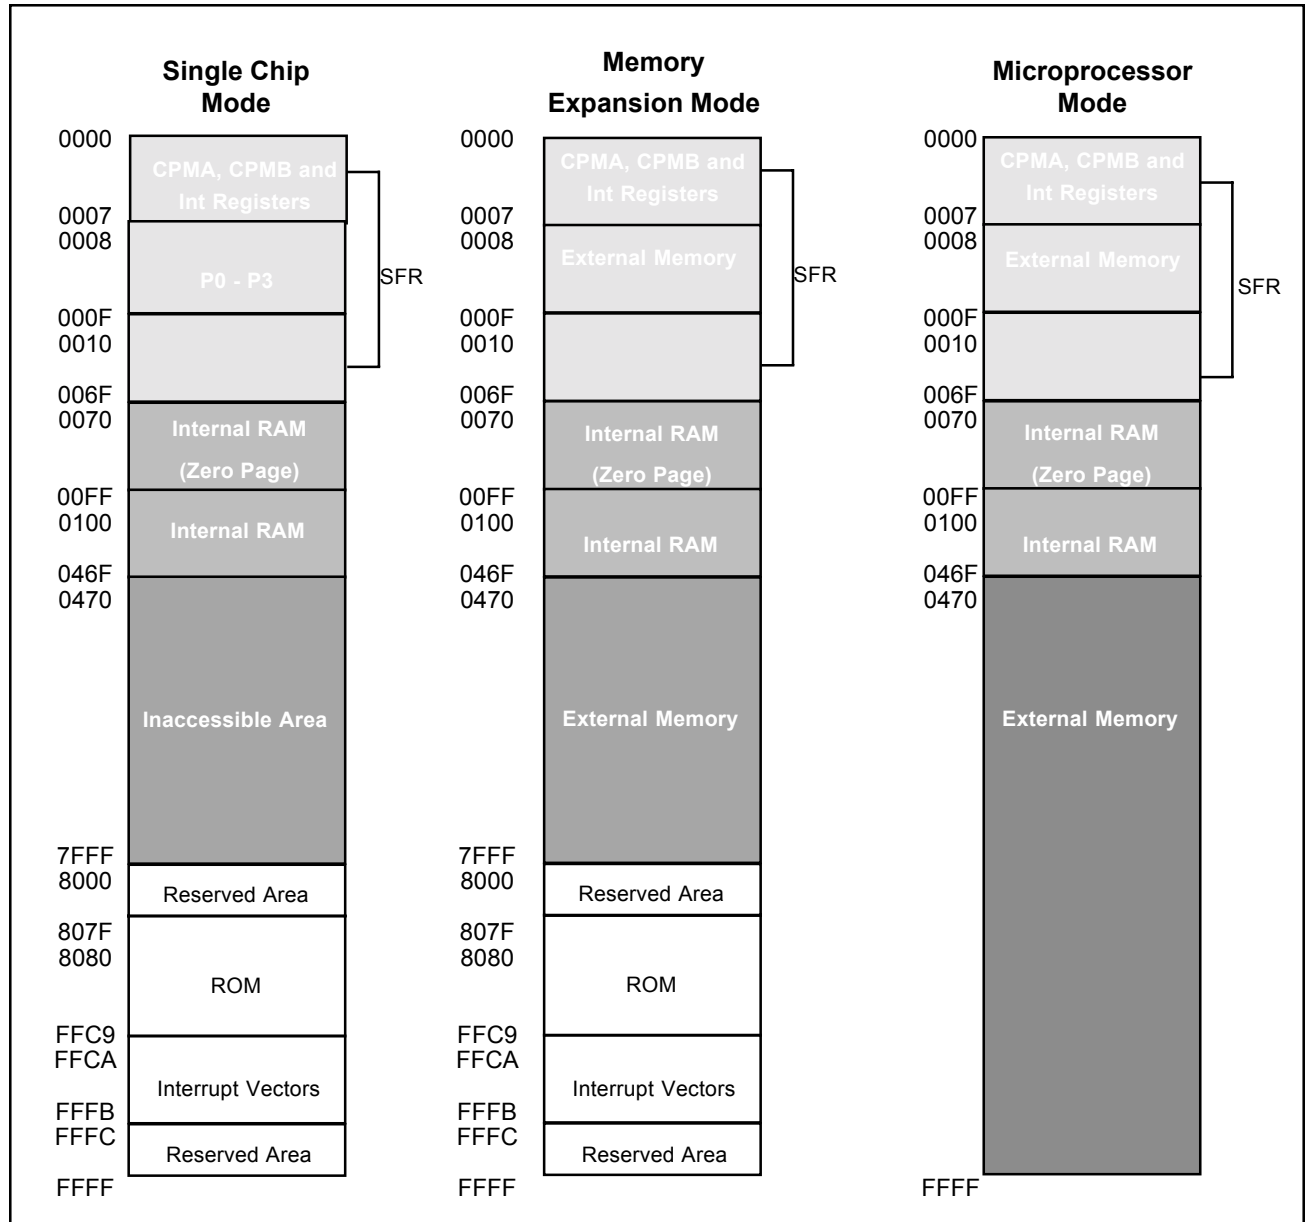 Single Chip
Mode
0000
CPMA, CPMB and
Int Registers
0007
0008
P0 - P3
SFR
000F
0010
006F
0070
Internal RAM
(Zero Page)
00FF
0100
Internal RAM
046F
0470
Inaccessible Area
7FFF
8000
Reserved Area
807F
8080
ROM
FFC9
FFCA
Interrupt Vectors
FFFB
FFFC
Reserved Area
FFFF
Memory
Expansion Mode
0000
CPMA, CPMB and
Int Registers
0007
0008
External Memory
SFR
000F
0010
006F
0070
Internal RAM
(Zero Page)
00FF
0100
Internal RAM
046F
0470
External Memory
7FFF
8000
Reserved Area
807F
8080
ROM
FFC9
FFCA
Interrupt Vectors
FFFB
FFFC
Reserved Area
FFFF
Microprocessor
Mode
0000
CPMA, CPMB and
Int Registers
0007
0008
External Memory
SFR
000F
0010
006F
0070
Internal RAM
(Zero Page)
00FF
0100
Internal RAM
046F
0470
External Memory
FFFF